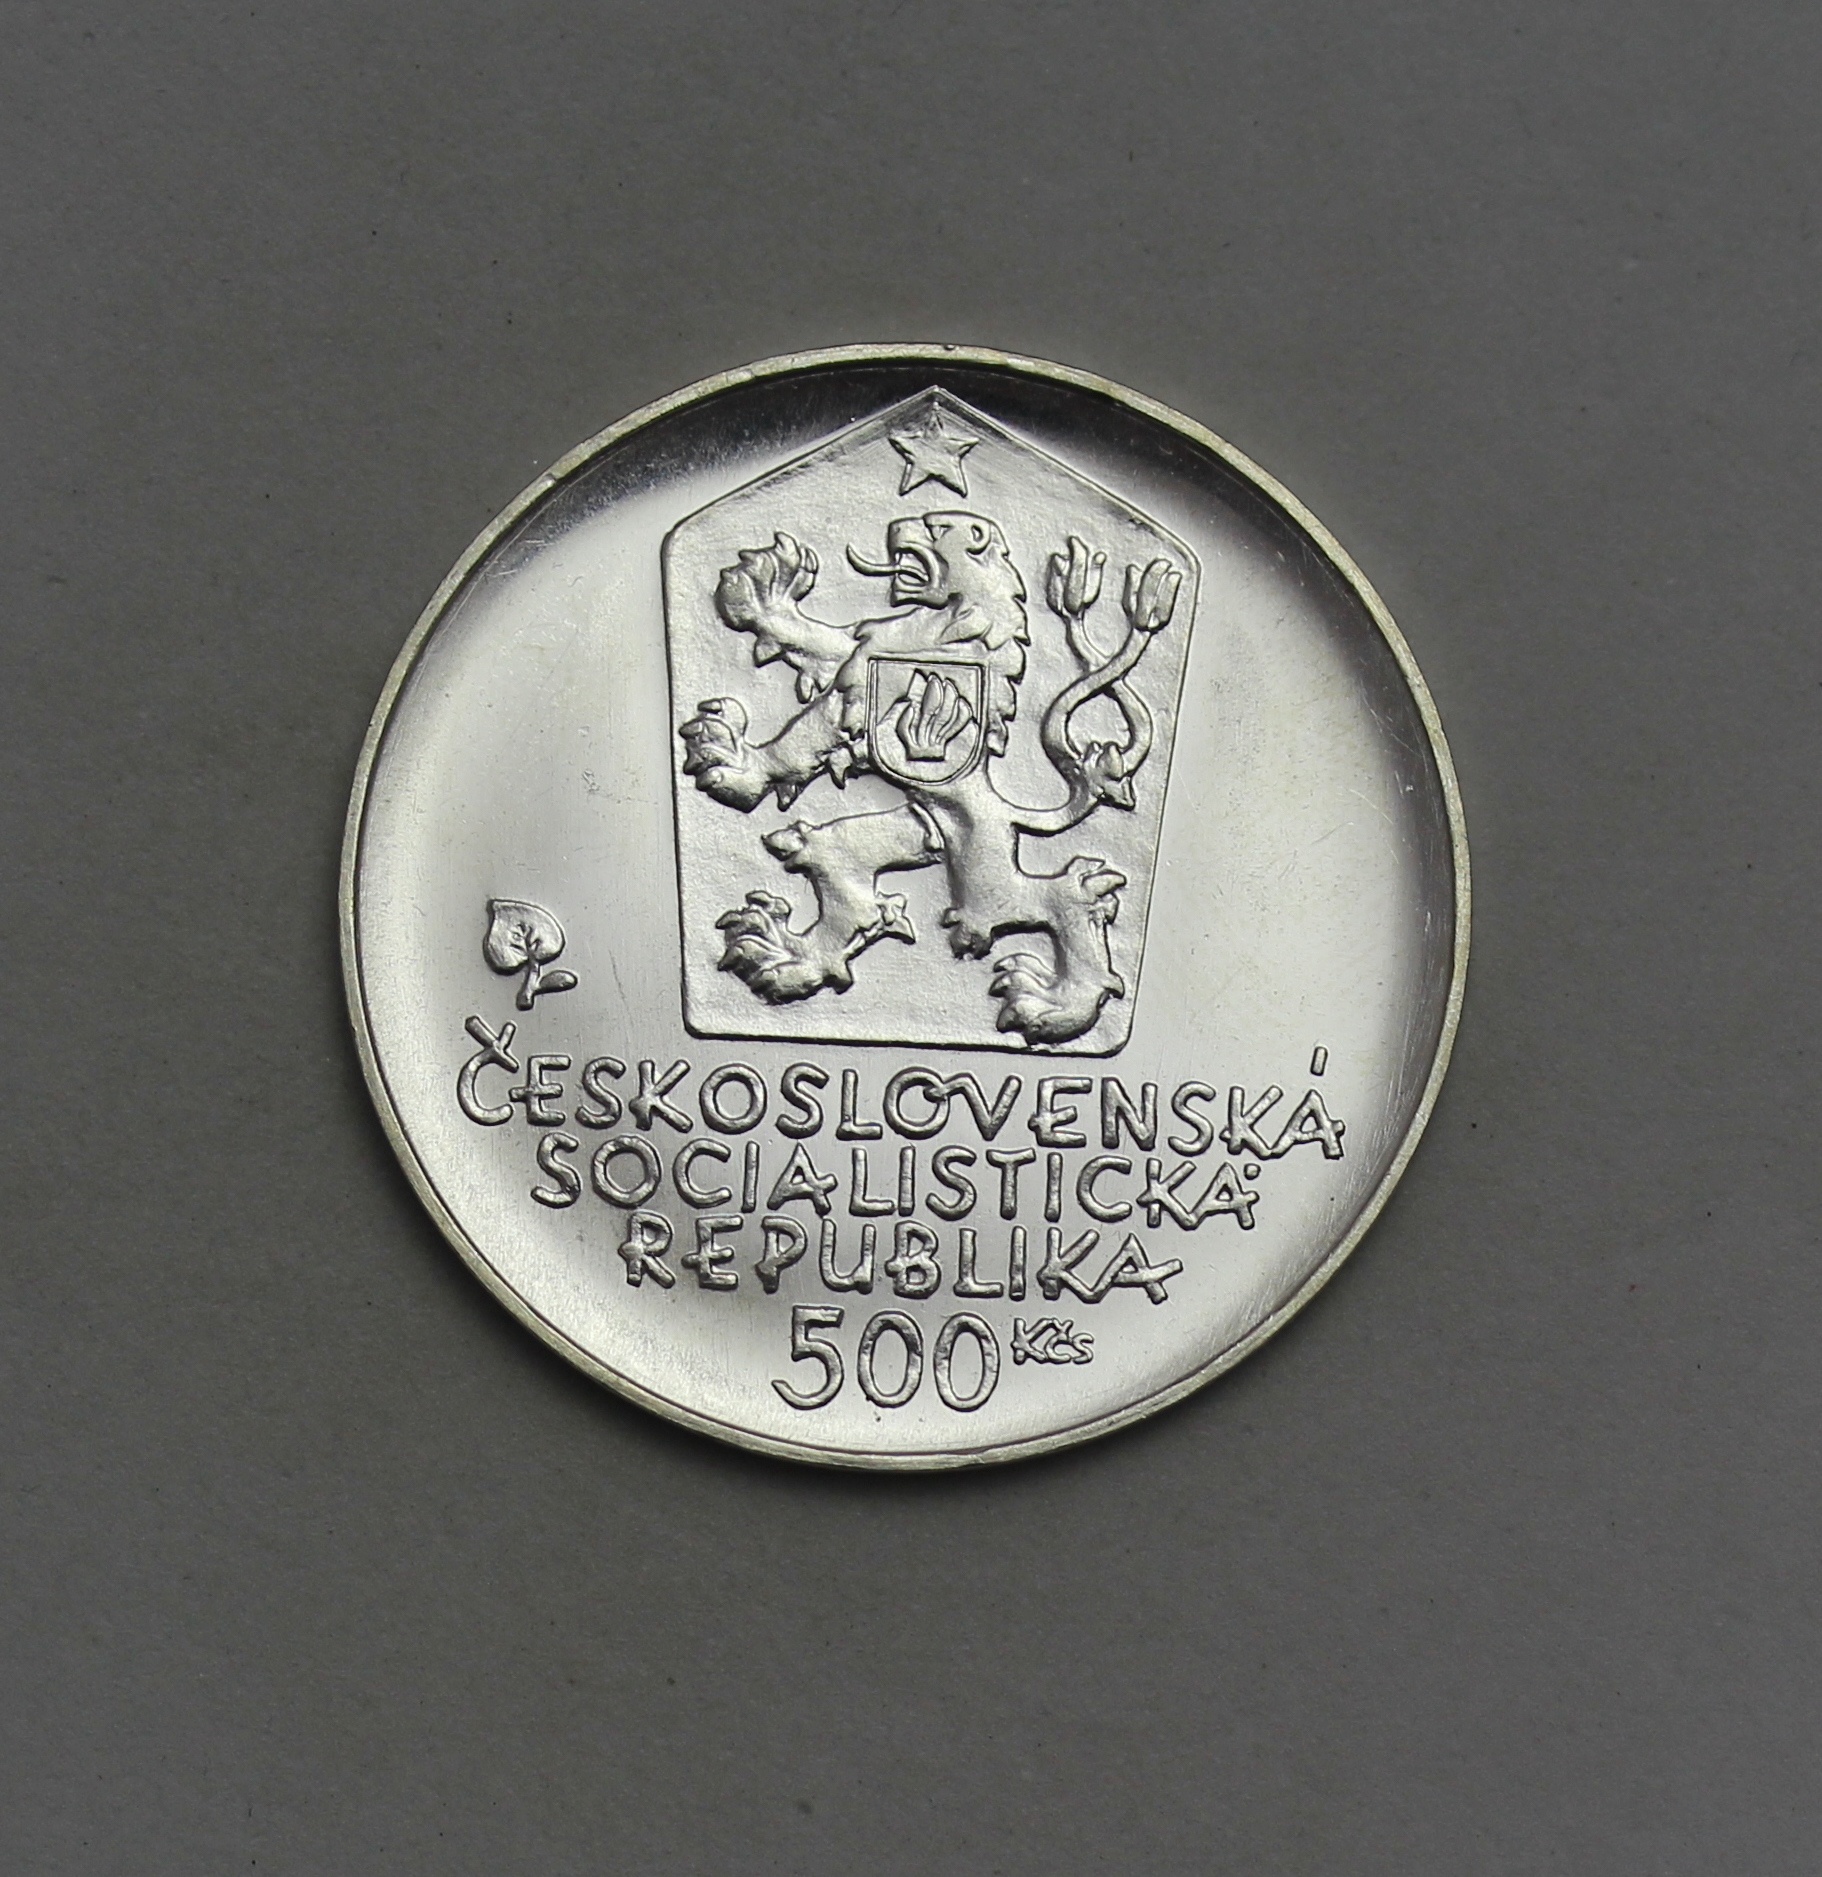 ČESKOSLOVENSKÁ
SOCIALISTICKÁ
REPUBLIKA
500 Kčs